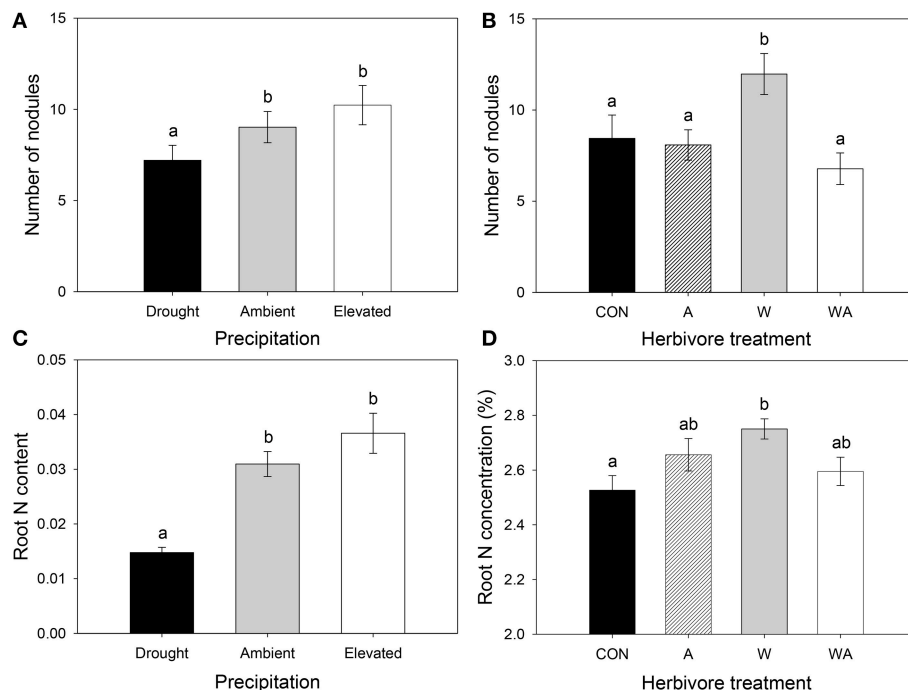 A
Number of nodules
15
10
5
0
a
b
b
Drought Ambient Elevated
Precipitation
B
Number of nodules
15
10
5
0
a
a
b
a
CON A W WA
Herbivore treatment
C
Root N content
0.05
0.04
0.03
0.02
0.01
0.00
a
b
b
Drought Ambient Elevated
Precipitation
D
Root N concentration (%)
3.0
2.8
2.6
2.4
2.2
2.0
a
ab
b
ab
CON A W WA
Herbivore treatment